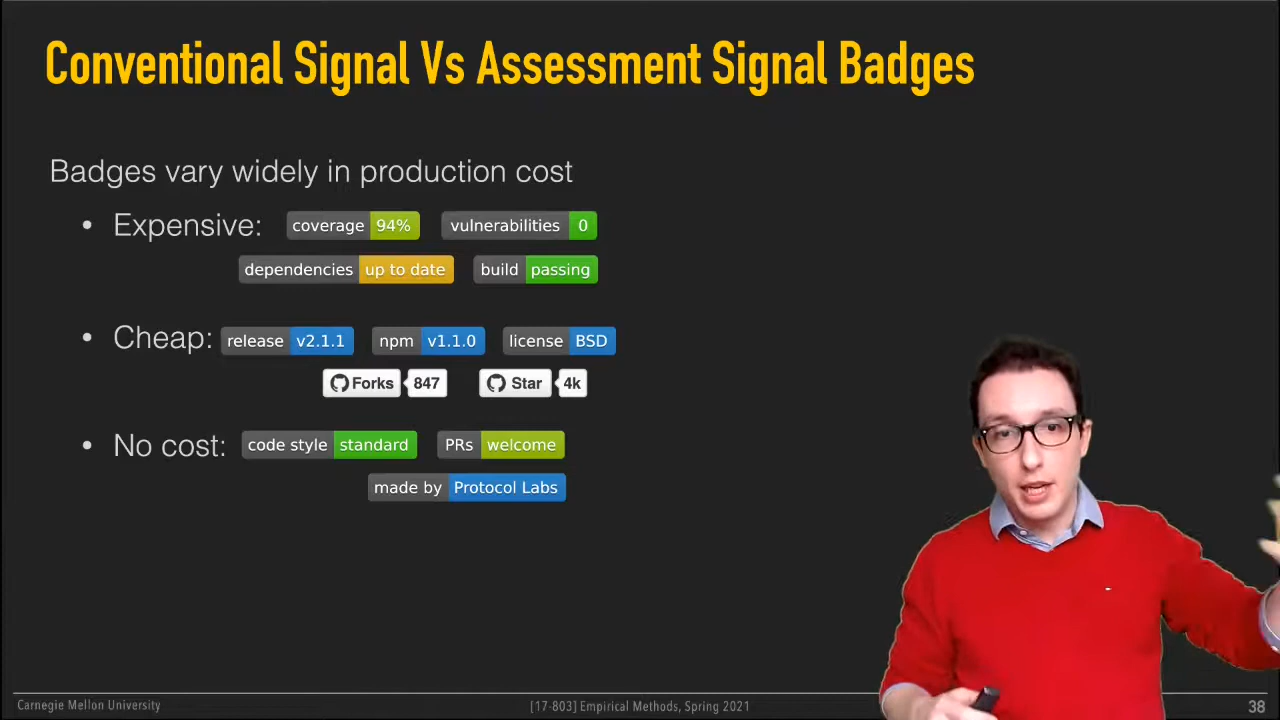 Conventional Signal Vs Assessment Signal Badges
Badges vary widely in production cost
• Expensive: coverage 94% vulnerabilities 0
dependencies up to date build passing
• Cheap: release v2.1.1 npm v1.1.0 license BSD
Forks 847 Star 4k
• No cost: code style standard PRs welcome
made by Protocol Labs
Carnegie Mellon University [17-803] Empirical Methods, Spring 2021 38